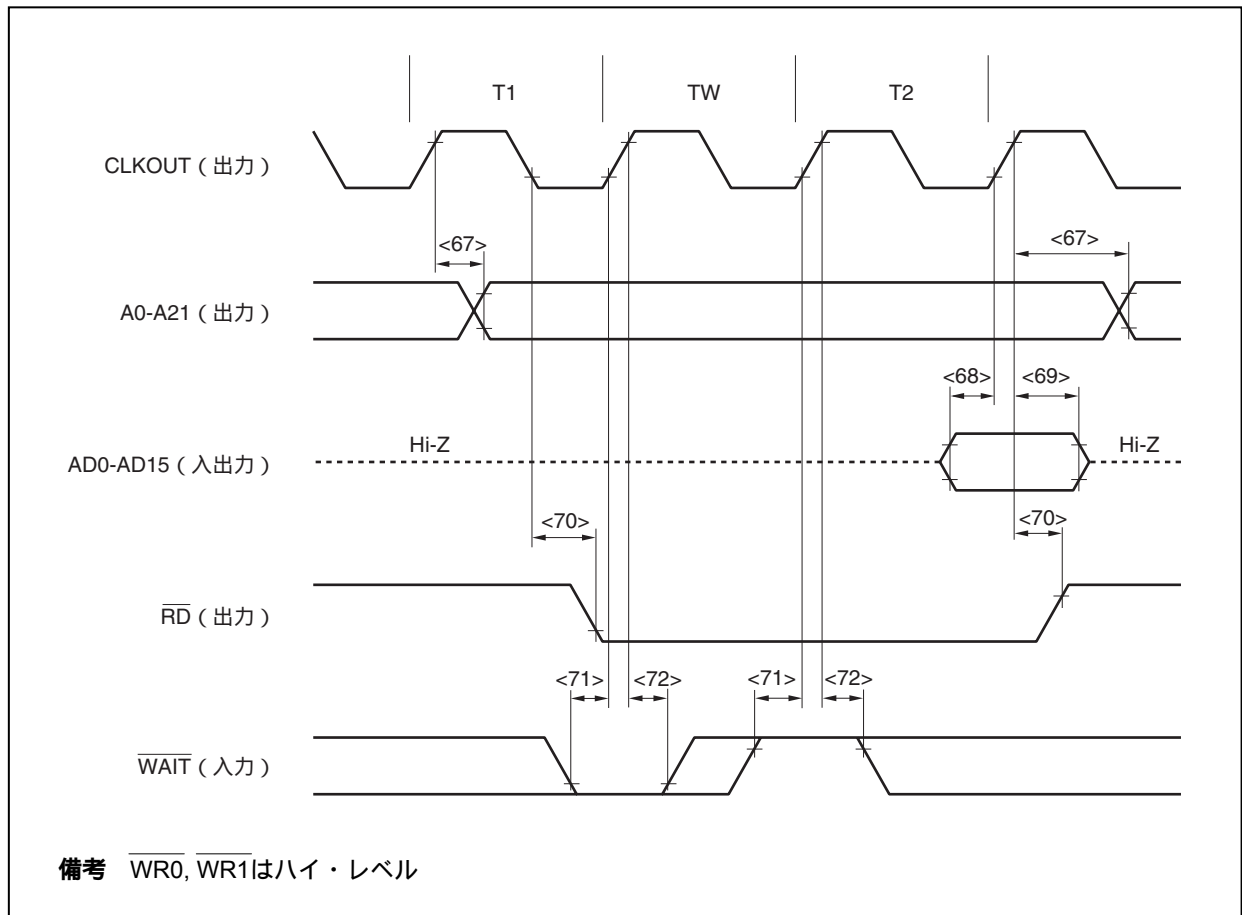 T1 TW T2
CLKOUT（出力）
<67> <67>
A0-A21（出力）
<68> <69>
Hi-Z Hi-Z
AD0-AD15（入出力）
<70> <70>
RD（出力）
<71> <72> <71> <72>
WAIT（入力）
備考 WR0, WR1はハイ・レベル